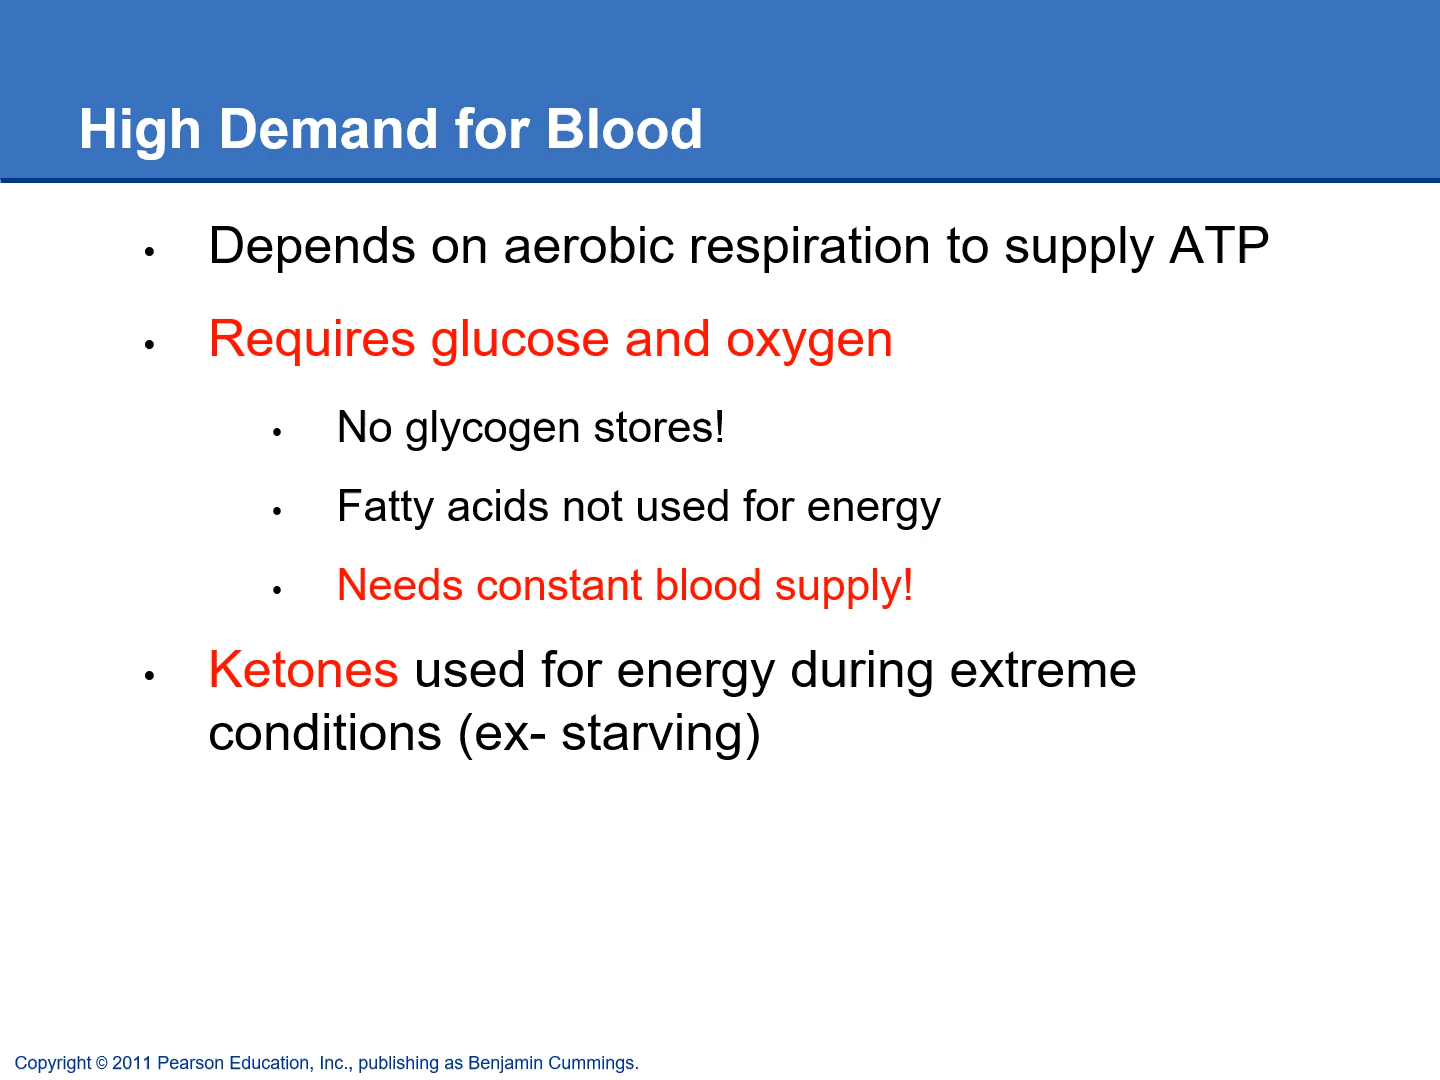 High Demand for Blood
• Depends on aerobic respiration to supply ATP
• Requires glucose and oxygen
• No glycogen stores!
• Fatty acids not used for energy
• Needs constant blood supply!
• Ketones used for energy during extreme
conditions (ex- starving)
Copyright © 2011 Pearson Education, Inc., publishing as Benjamin Cummings.